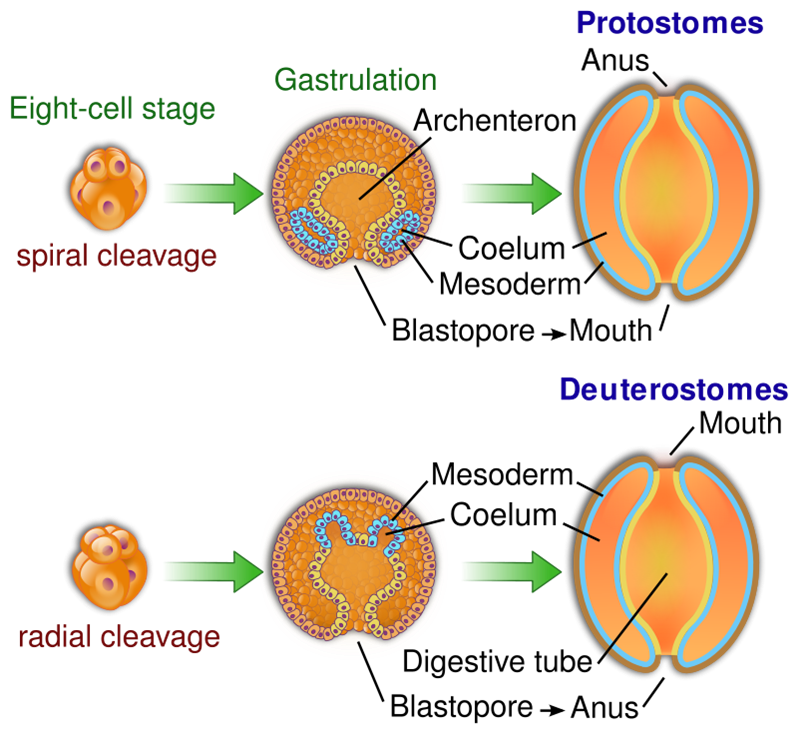 Protostomes
Anus
Gastrulation
Eight-cell stage
Archenteron
spiral cleavage
Coelum
Mesoderm
Blastopore → Mouth
Deuterostomes
Mouth
Mesoderm
Coelum
radial cleavage
Digestive tube
Blastopore → Anus